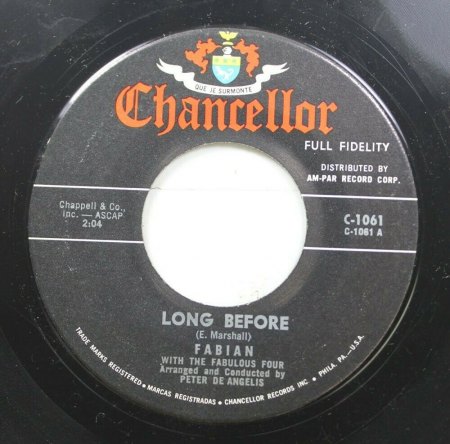 QUE JE SURMONTE
Chancellor
FULL FIDELITY
DISTRIBUTED BY
AM-PAR RECORD CORP.
Chappell & Co.,
Inc. — ASCAP
2:04
C-1061
C-1061 A
LONG BEFORE
(E. Marshall)
FABIAN
WITH THE FABULOUS FOUR
Arranged and Conducted by
PETER DE ANGELIS
TRADE MARKS REGISTERED • MARCAS REGISTRADAS • CHANCELLOR RECORDS INC. • PHILA. PA.—U.S.A.